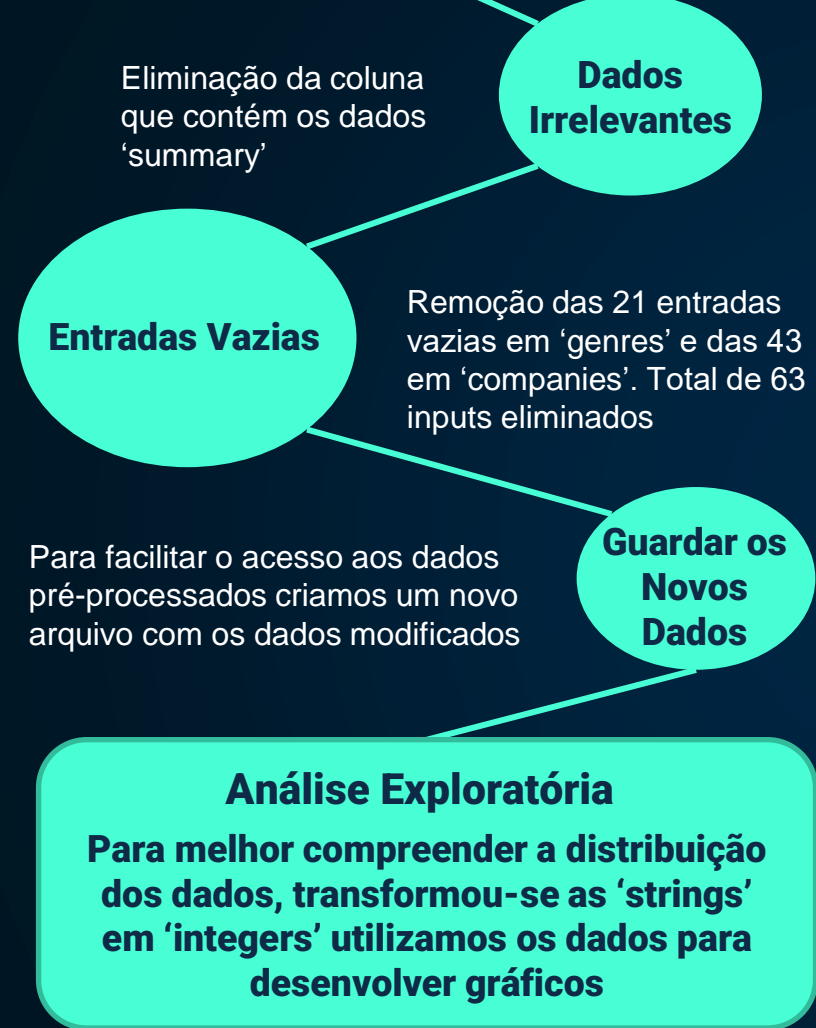 Eliminação da coluna
que contém os dados
‘summary’
Dados
Irrelevantes
Entradas Vazias
Remoção das 21 entradas
vazias em ‘genres’ e das 43
em ‘companies’. Total de 63
inputs eliminados
Para facilitar o acesso aos dados
pré-processados criamos um novo
arquivo com os dados modificados
Guardar os
Novos
Dados
Análise Exploratória
Para melhor compreender a distribuição
dos dados, transformou-se as ‘strings’
em ‘integers’ utilizamos os dados para
desenvolver gráficos